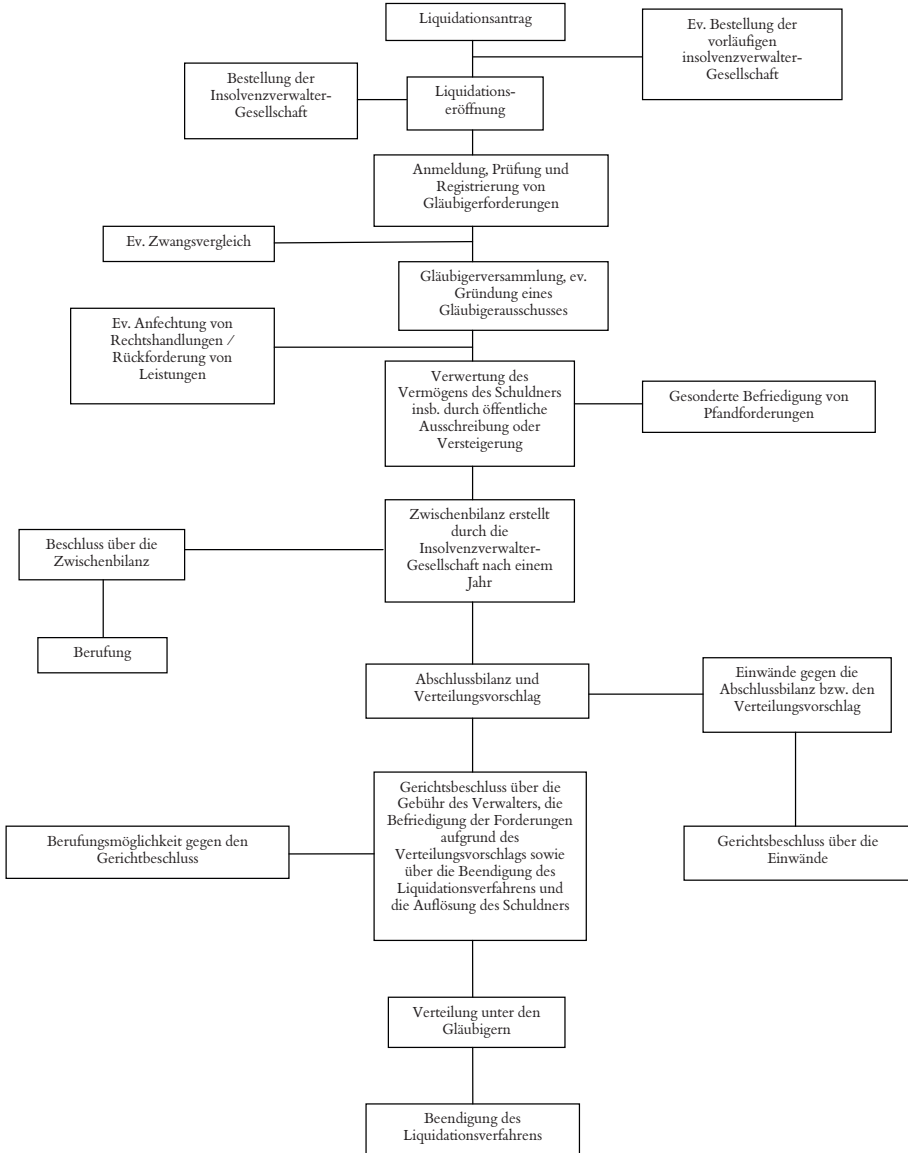 Liquidationsantrag
Ev. Bestellung der
vorläufigen
insolvenzverwalter-
Gesellschaft
Bestellung der
Insolvenzverwalter-
Gesellschaft
Liquidations-
eröffnung
Anmeldung, Prüfung und
Registrierung von
Gläubigerforderungen
Ev. Zwangsvergleich
Gläubigerversammlung, ev.
Gründung eines
Gläubigerausschusses
Ev. Anfechtung von
Rechtshandlungen /
Rückforderung von
Leistungen
Verwertung des
Vermögens des Schuldners
insb. durch öffentliche
Ausschreibung oder
Versteigerung
Gesonderte Befriedigung von
Pfandforderungen
Zwischenbilanz erstellt
durch die
Insolvenzverwalter-
Gesellschaft nach einem
Jahr
Beschluss über die
Zwischenbilanz
Berufung
Abschlussbilanz und
Verteilungsvorschlag
Einwände gegen die
Abschlussbilanz bzw. den
Verteilungsvorschlag
Gerichtsbeschluss über die
Gebühr des Verwalters, die
Befriedigung der Forderungen
aufgrund des
Verteilungsvorschlags sowie
über die Beendigung des
Liquidationsverfahrens und
die Auflösung des Schuldners
Berufungsmöglichkeit gegen den
Gerichtbeschluss
Gerichtsbeschluss über die
Einwände
Verteilung unter den
Gläubigern
Beendigung des
Liquidationsverfahrens